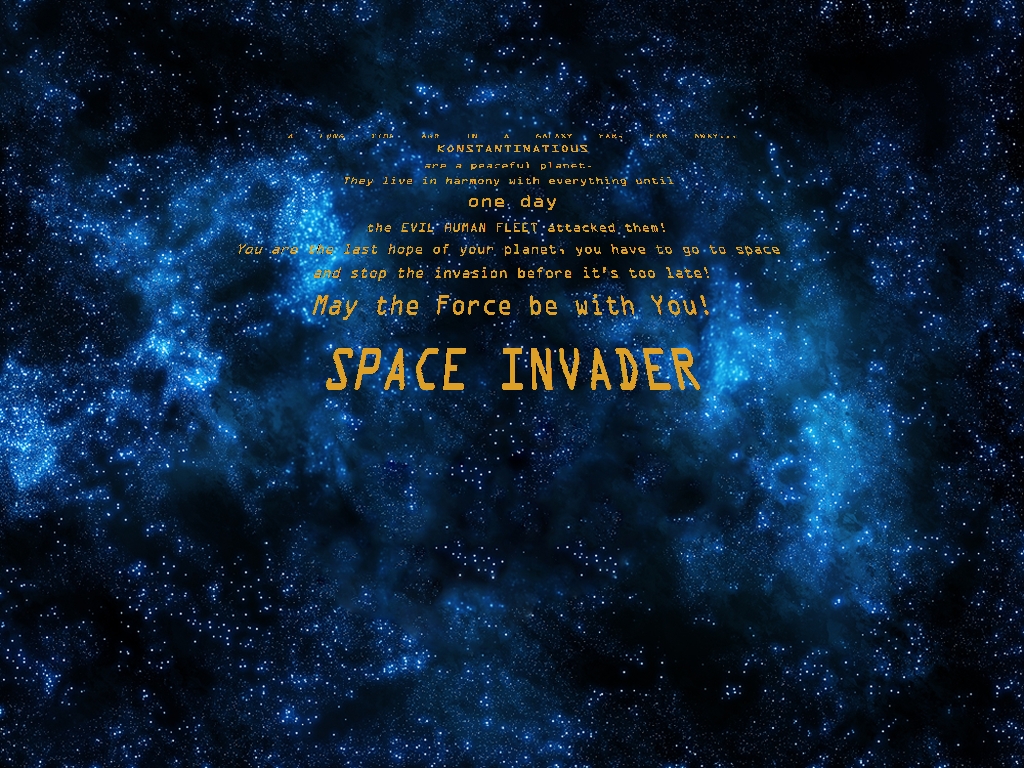 A LONG TIME AGO IN A GALAXY FAR, FAR AWAY...
KONSTANTINATIOUS
are a peaceful planet.
They live in harmony with everything until
one day
the EVIL HUMAN FLEET Attacked them!
You are the last hope of your planet, you have to go to space
and stop the invasion before it's too late!
May the Force be with You!
SPACE INVADER